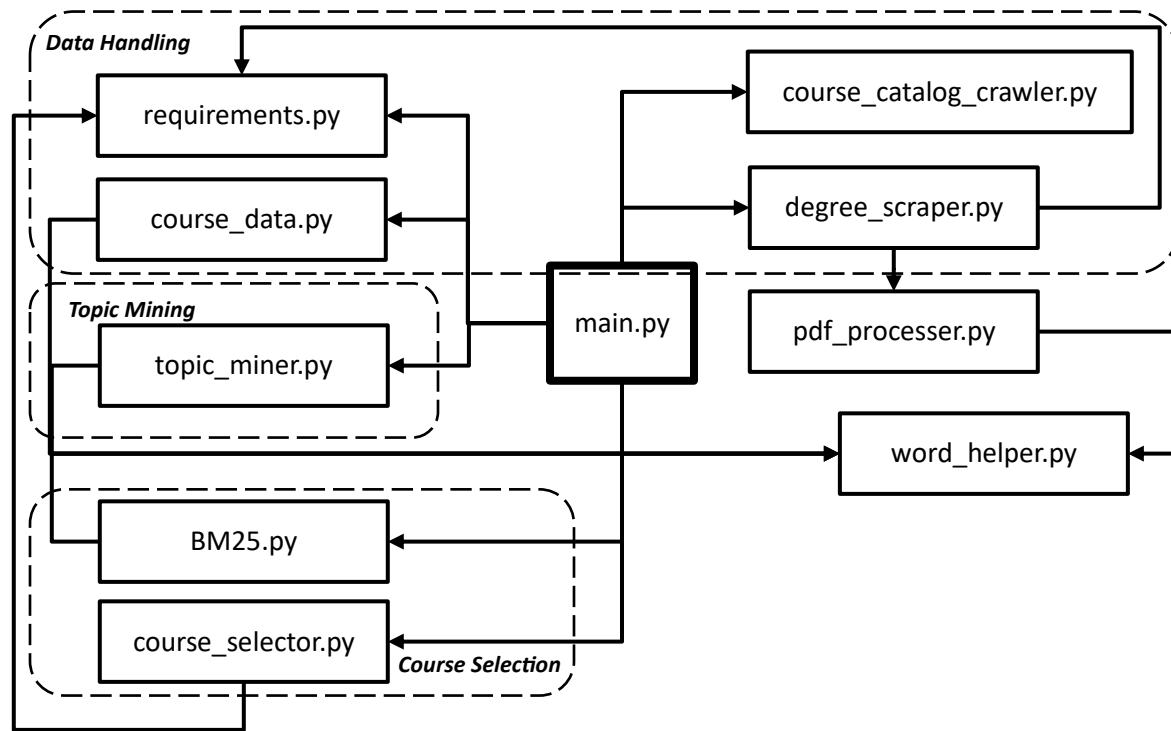 Data Handling
requirements.py
course_catalog_crawler.py
course_data.py
degree_scraper.py
Topic Mining
main.py
pdf_processer.py
topic_miner.py
word_helper.py
BM25.py
course_selector.py
Course Selection